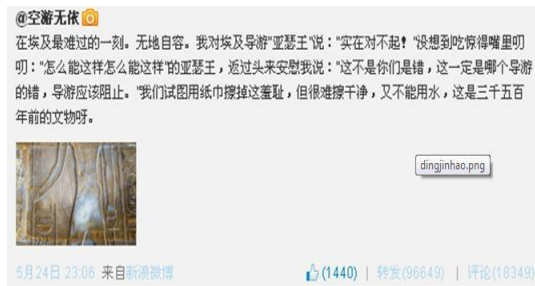 @空游无依
在埃及最难过的一刻。无地自容。我对埃及导游"亚瑟王"说："实在对不起！"没想到吃惊得嘴里叨
叨："怎么能这样怎么能这样"的亚瑟王，返过头来安慰我说："这不是你们是错，这一定是哪个导游
的错，导游应该阻止。"我们试图用纸巾擦掉这羞耻，但很难擦干净，又不能用水，这是三千五百
年前的文物呀。
dingjinhao.png
5月24日 23:06 来自新浪微博 (1440) | 转发(96649) | 评论(18349)